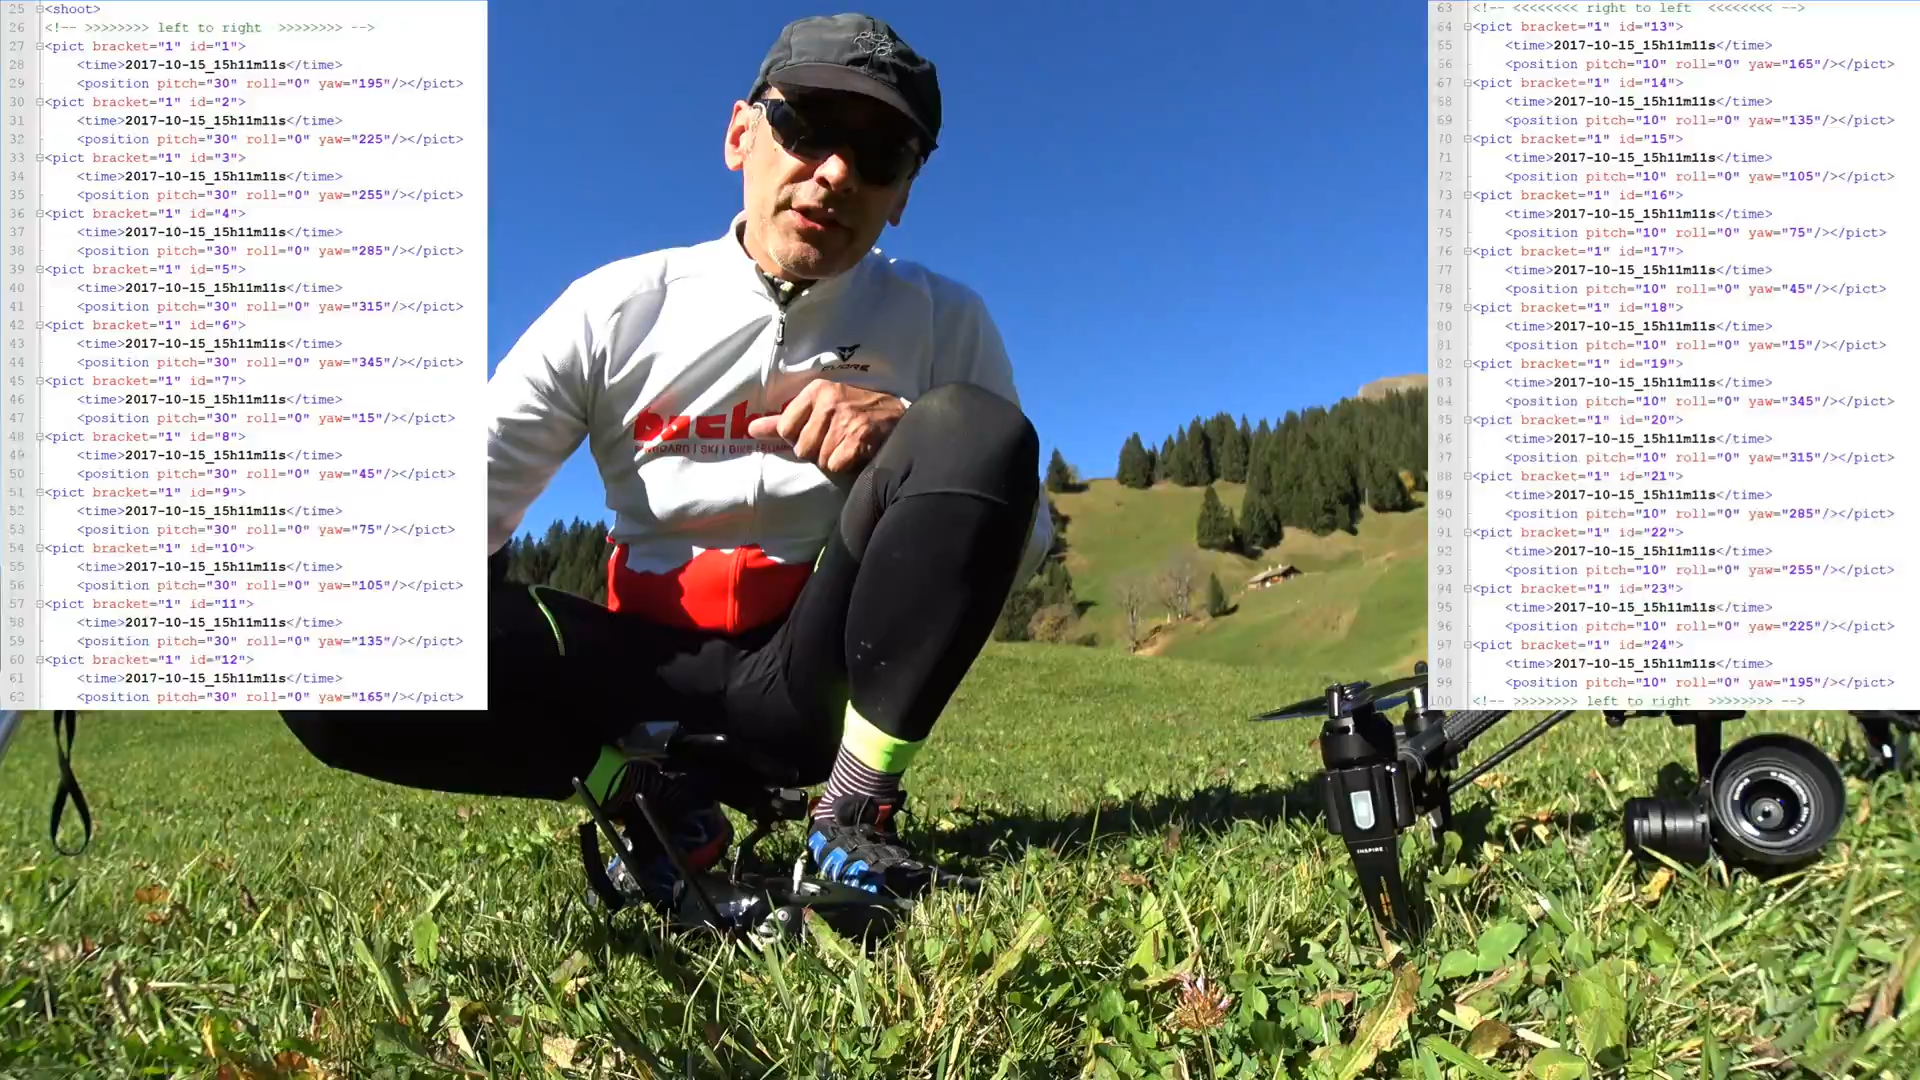 25 <shoot>
26 <!-- >>>>>>>> left to right >>>>>>>> -->
27 <pict bracket="1" id="1">
28 <time>2017-10-15_15h11m11s</time>
29 <position pitch="30" roll="0" yaw="195"/></pict>
30 <pict bracket="1" id="2">
31 <time>2017-10-15_15h11m11s</time>
32 <position pitch="30" roll="0" yaw="225"/></pict>
33 <pict bracket="1" id="3">
34 <time>2017-10-15_15h11m11s</time>
35 <position pitch="30" roll="0" yaw="255"/></pict>
36 <pict bracket="1" id="4">
37 <time>2017-10-15_15h11m11s</time>
38 <position pitch="30" roll="0" yaw="285"/></pict>
39 <pict bracket="1" id="5">
40 <time>2017-10-15_15h11m11s</time>
41 <position pitch="30" roll="0" yaw="315"/></pict>
42 <pict bracket="1" id="6">
43 <time>2017-10-15_15h11m11s</time>
44 <position pitch="30" roll="0" yaw="345"/></pict>
45 <pict bracket="1" id="7">
46 <time>2017-10-15_15h11m11s</time>
47 <position pitch="30" roll="0" yaw="15"/></pict>
48 <pict bracket="1" id="8">
49 <time>2017-10-15_15h11m11s</time>
50 <position pitch="30" roll="0" yaw="45"/></pict>
51 <pict bracket="1" id="9">
52 <time>2017-10-15_15h11m11s</time>
53 <position pitch="30" roll="0" yaw="75"/></pict>
54 <pict bracket="1" id="10">
55 <time>2017-10-15_15h11m11s</time>
56 <position pitch="30" roll="0" yaw="105"/></pict>
57 <pict bracket="1" id="11">
58 <time>2017-10-15_15h11m11s</time>
59 <position pitch="30" roll="0" yaw="135"/></pict>
60 <pict bracket="1" id="12">
61 <time>2017-10-15_15h11m11s</time>
62 <position pitch="30" roll="0" yaw="165"/></pict>
63 <!-- <<<<<<<< right to left <<<<<<<< -->
64 <pict bracket="1" id="13">
65 <time>2017-10-15_15h11m11s</time>
66 <position pitch="10" roll="0" yaw="165"/></pict>
67 <pict bracket="1" id="14">
68 <time>2017-10-15_15h11m11s</time>
69 <position pitch="10" roll="0" yaw="135"/></pict>
70 <pict bracket="1" id="15">
71 <time>2017-10-15_15h11m11s</time>
72 <position pitch="10" roll="0" yaw="105"/></pict>
73 <pict bracket="1" id="16">
74 <time>2017-10-15_15h11m11s</time>
75 <position pitch="10" roll="0" yaw="75"/></pict>
76 <pict bracket="1" id="17">
77 <time>2017-10-15_15h11m11s</time>
78 <position pitch="10" roll="0" yaw="45"/></pict>
79 <pict bracket="1" id="18">
80 <time>2017-10-15_15h11m11s</time>
81 <position pitch="10" roll="0" yaw="15"/></pict>
82 <pict bracket="1" id="19">
83 <time>2017-10-15_15h11m11s</time>
84 <position pitch="10" roll="0" yaw="345"/></pict>
85 <pict bracket="1" id="20">
86 <time>2017-10-15_15h11m11s</time>
87 <position pitch="10" roll="0" yaw="315"/></pict>
88 <pict bracket="1" id="21">
89 <time>2017-10-15_15h11m11s</time>
90 <position pitch="10" roll="0" yaw="285"/></pict>
91 <pict bracket="1" id="22">
92 <time>2017-10-15_15h11m11s</time>
93 <position pitch="10" roll="0" yaw="255"/></pict>
94 <pict bracket="1" id="23">
95 <time>2017-10-15_15h11m11s</time>
96 <position pitch="10" roll="0" yaw="225"/></pict>
97 <pict bracket="1" id="24">
98 <time>2017-10-15_15h11m11s</time>
99 <position pitch="10" roll="0" yaw="195"/></pict>
100 <!-- >>>>>>>> left to right >>>>>>>> -->
CUORE
| SKI | BIKE |
INSPIRE